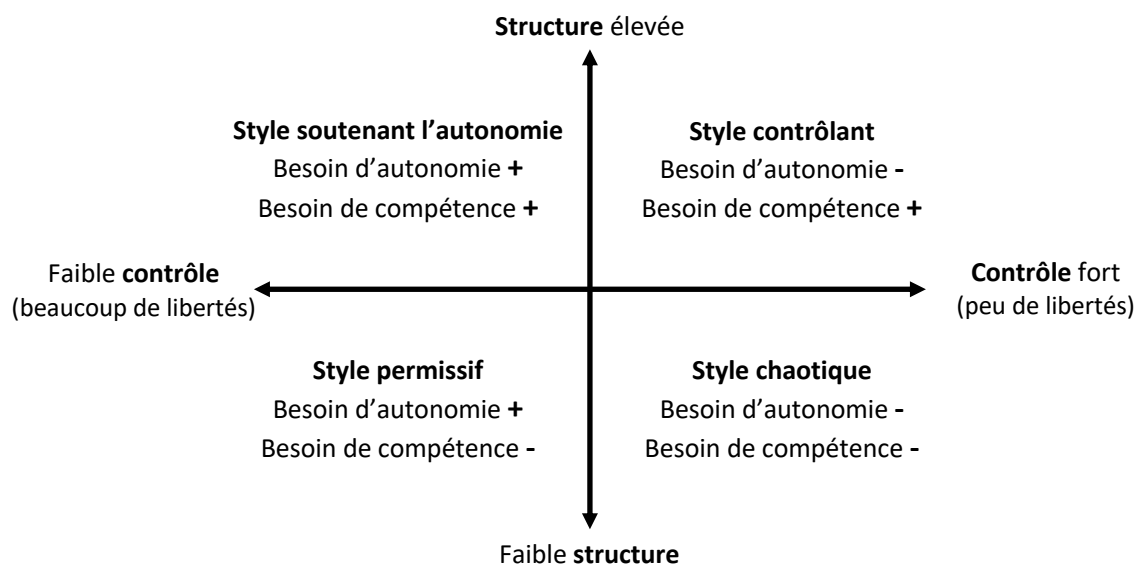 Structure élevée
Style soutenant l’autonomie
Besoin d’autonomie +
Besoin de compétence +
Style contrôlant
Besoin d’autonomie -
Besoin de compétence +
Faible contrôle
(beaucoup de libertés)
Contrôle fort
(peu de libertés)
Style permissif
Besoin d’autonomie +
Besoin de compétence -
Style chaotique
Besoin d’autonomie -
Besoin de compétence -
Faible structure